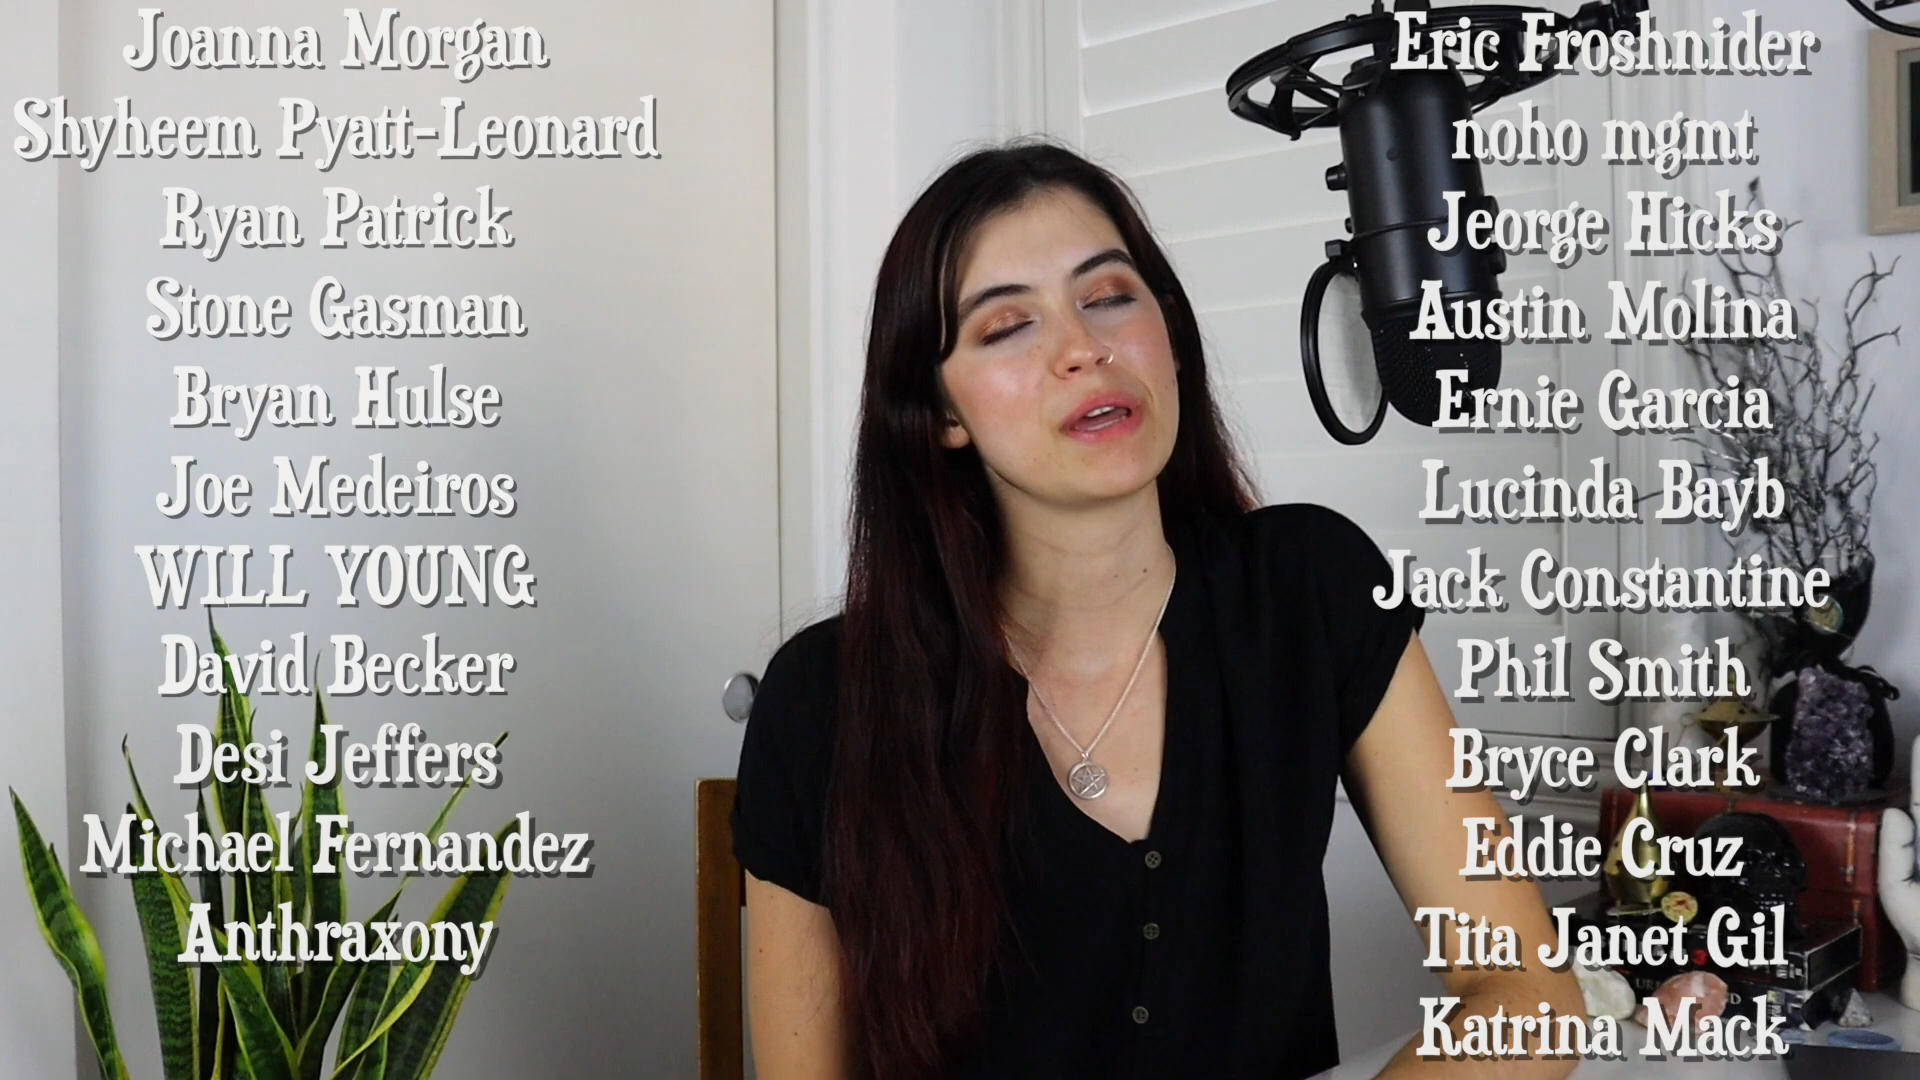 Joanna Morgan
Shyheem Pyatt-Leonard
Ryan Patrick
Stone Gasman
Bryan Hulse
Joe Medeiros
WILL YOUNG
David Becker
Desi Jeffers
Michael Fernandez
Anthraxony
Eric Froshnider
noho mgmt
Jeorge Hicks
Austin Molina
Ernie Garcia
Lucinda Bayb
Jack Constantine
Phil Smith
Bryce Clark
Eddie Cruz
Tita Janet Gil
Katrina Mack